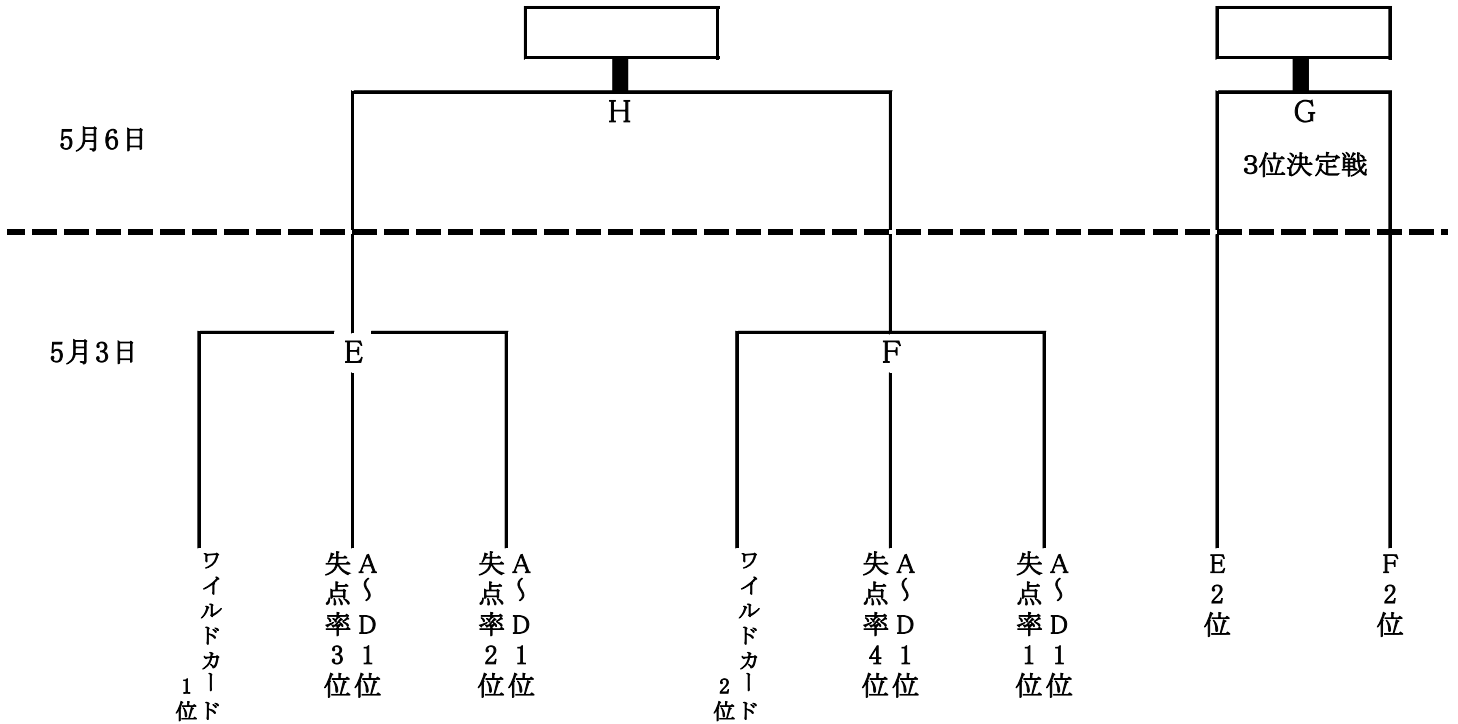 H
G
5月6日
3位決定戦
5月3日
E
F
ワイルドカード
1位
A～D1位
失点率3位
A～D1位
失点率2位
ワイルドカード
2位
A～D1位
失点率4位
A～D1位
失点率1位
E2位
F2位